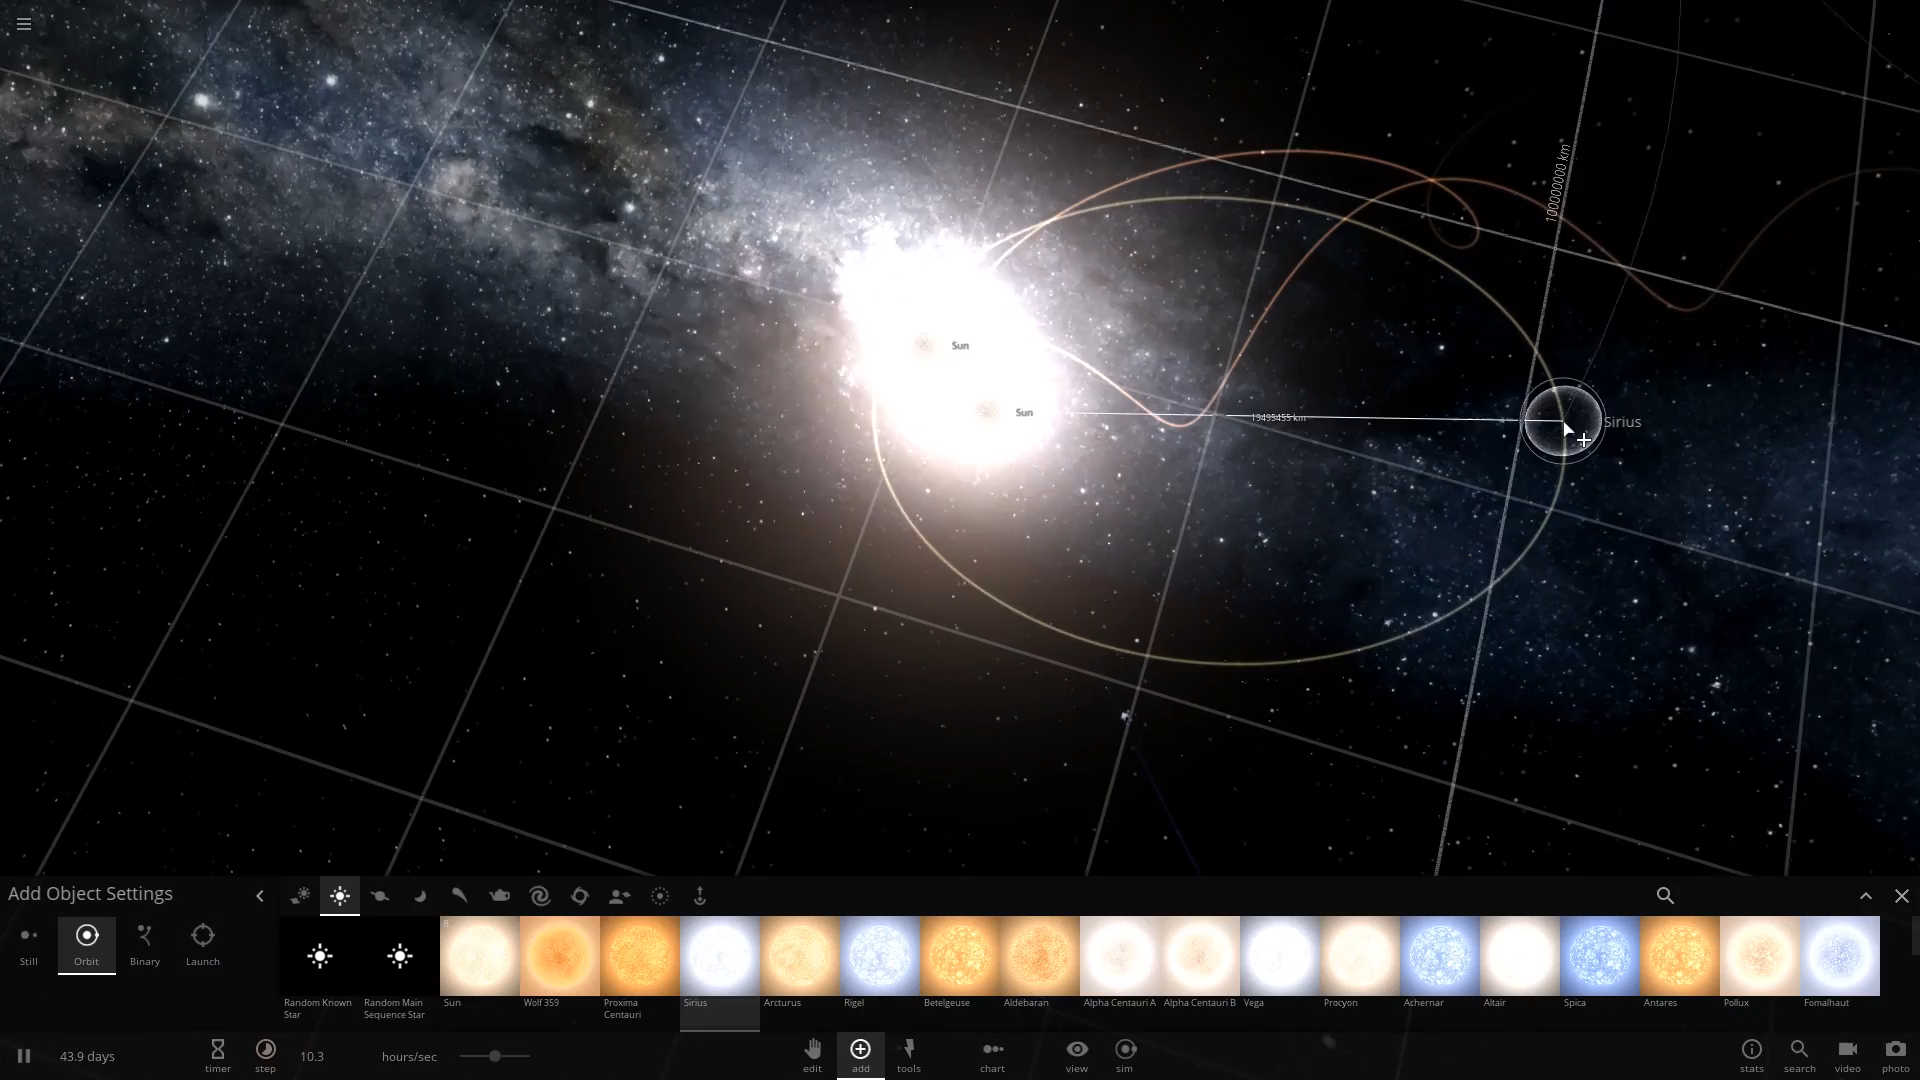 10000000 km
Sun
Sun
19495455 km
Sirius
Add Object Settings
Still
Orbit
Binary
Launch
Random Known Star
Random Main Sequence Star
Sun
Wolf 359
Proxima Centauri
Sirius
Arcturus
Rigel
Betelgeuse
Aldebaran
Alpha Centauri A
Alpha Centauri B
Vega
Procyon
Achernar
Altair
Spica
Antares
Pollux
Fomalhaut
43.9 days
timer
step
10.3
hours/sec
edit
add
tools
chart
view
sim
stats
search
video
photo